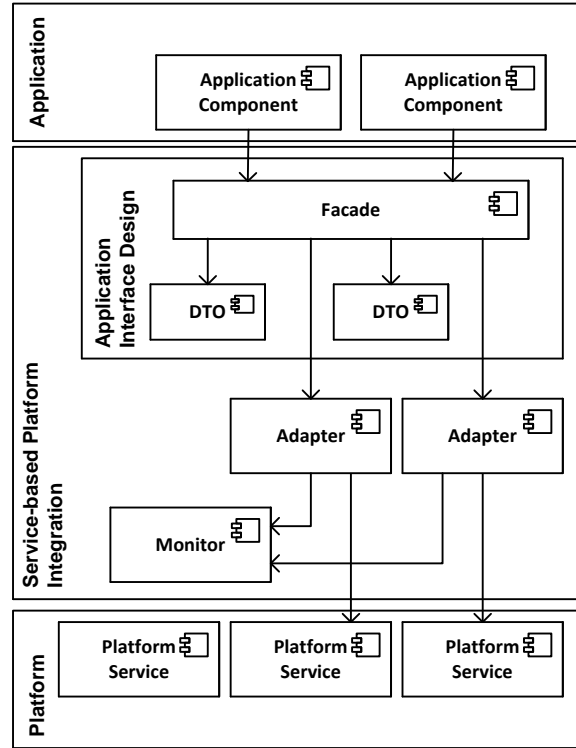 Application
Application
Component
Application
Component
Service-based Platform
Integration
Application
Interface Design
Facade
DTO
DTO
Adapter
Adapter
Monitor
Platform
Platform
Service
Platform
Service
Platform
Service